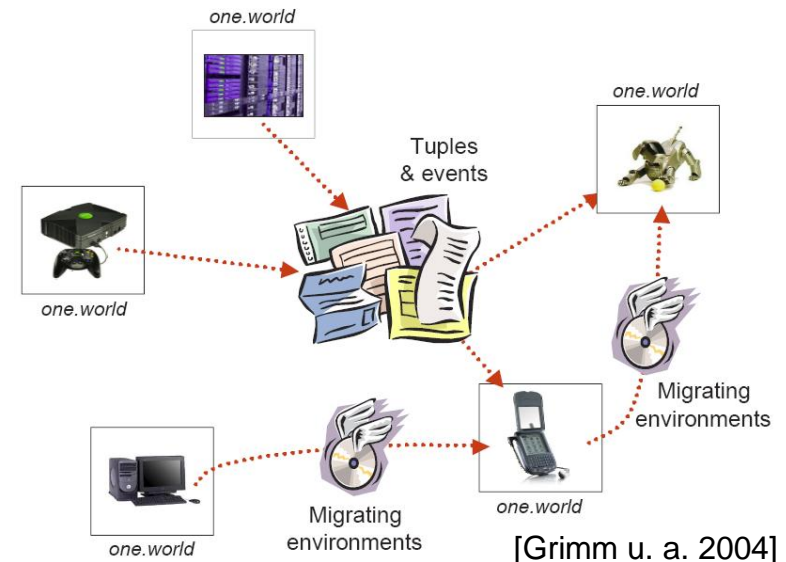 one.world
one.world
Tuples
& events
one.world
Migrating
environments
Migrating
environments
one.world
one.world
[Grimm u. a. 2004]